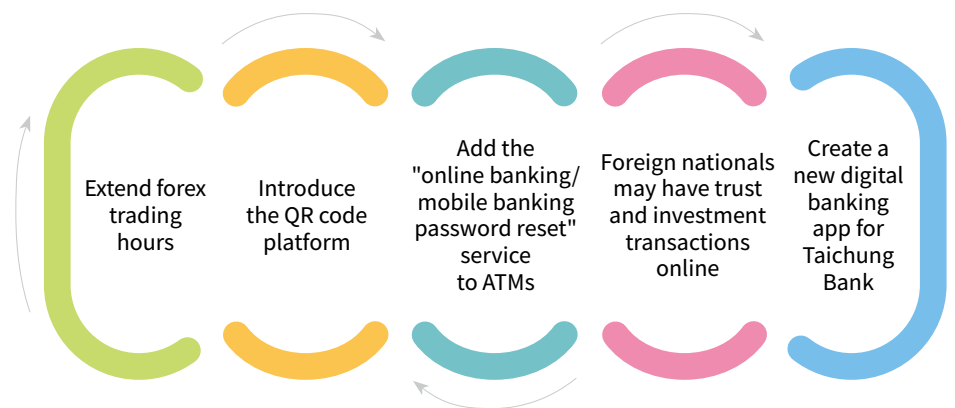 Extend forex
trading
hours
Introduce
the QR code
platform
Add the
"online banking/
mobile banking
password reset"
service
to ATMs
Foreign nationals
may have trust
and investment
transactions
online
Create a
new digital
banking
app for
Taichung
Bank